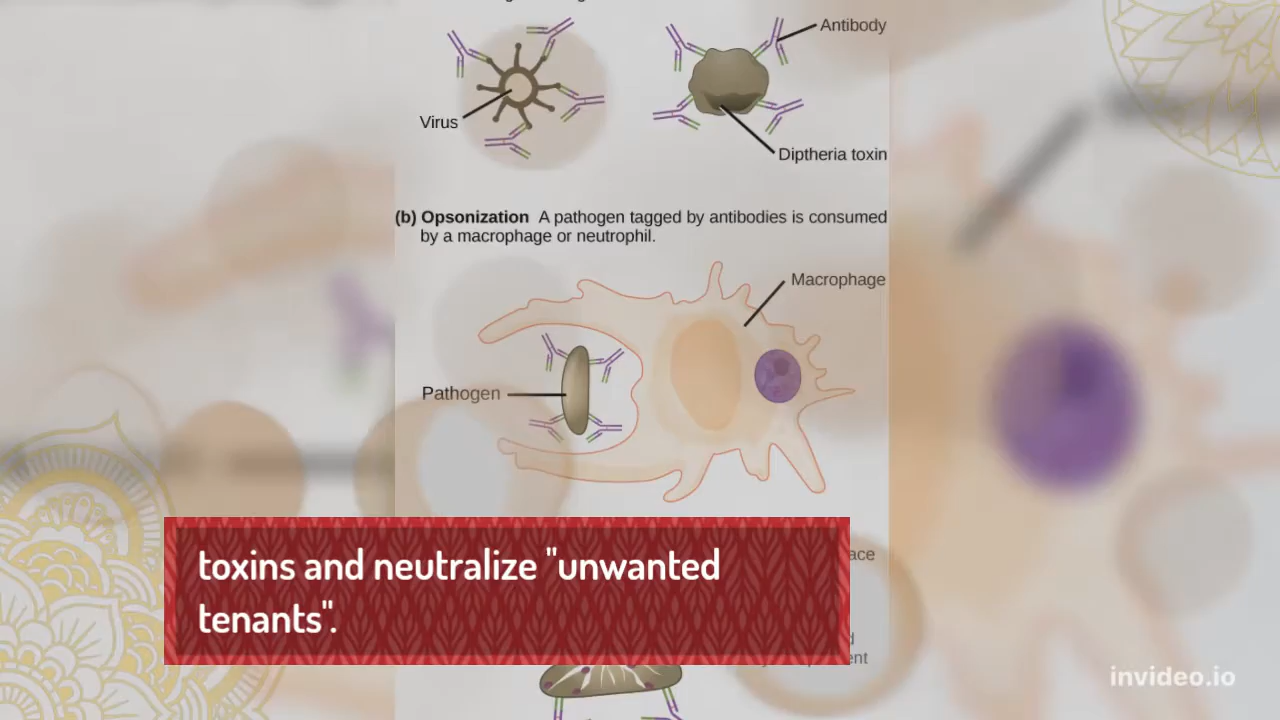 Antibody
Virus
Diptheria toxin
(b) Opsonization A pathogen tagged by antibodies is consumed
by a macrophage or neutrophil.
Macrophage
Pathogen
toxins and neutralize "unwanted
tenants".
invideo.io